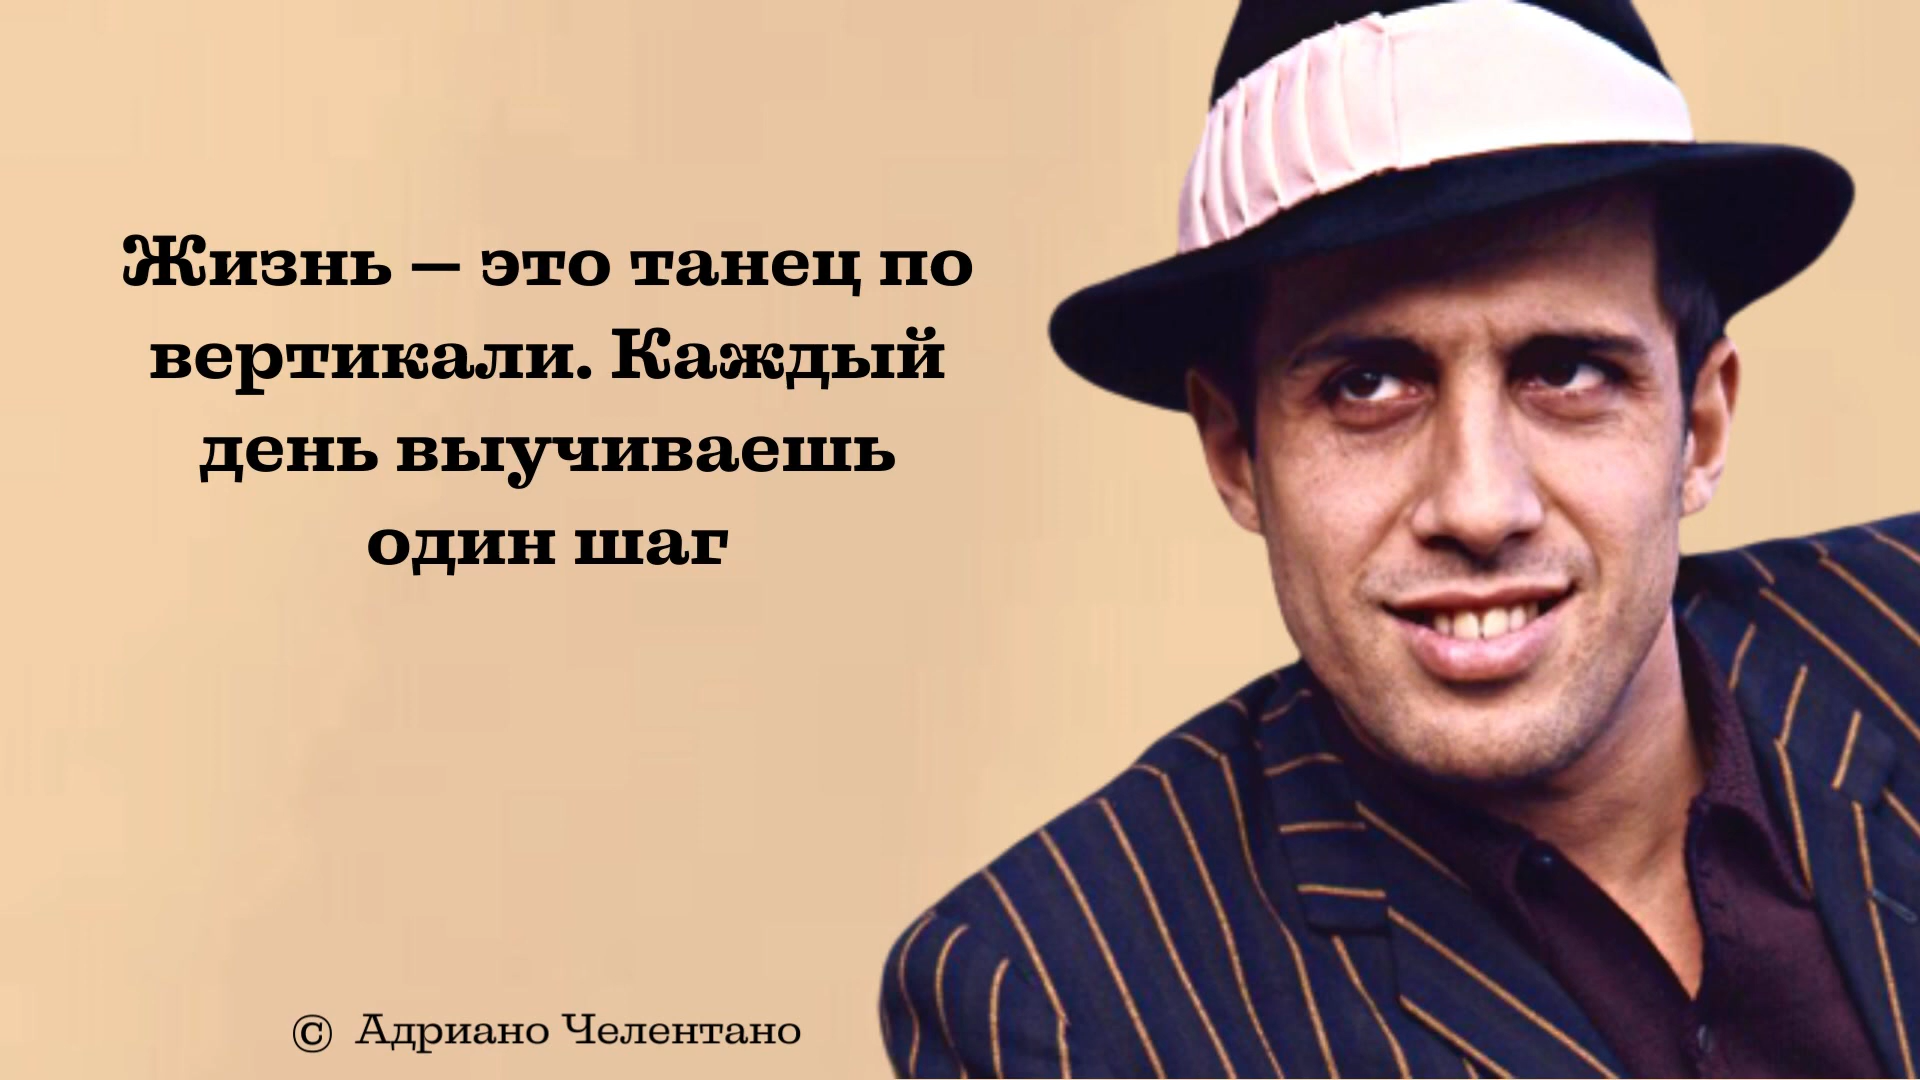 Жизнь – это танец по
вертикали. Каждый
день выучиваешь
один шаг
© Адриано Челентано